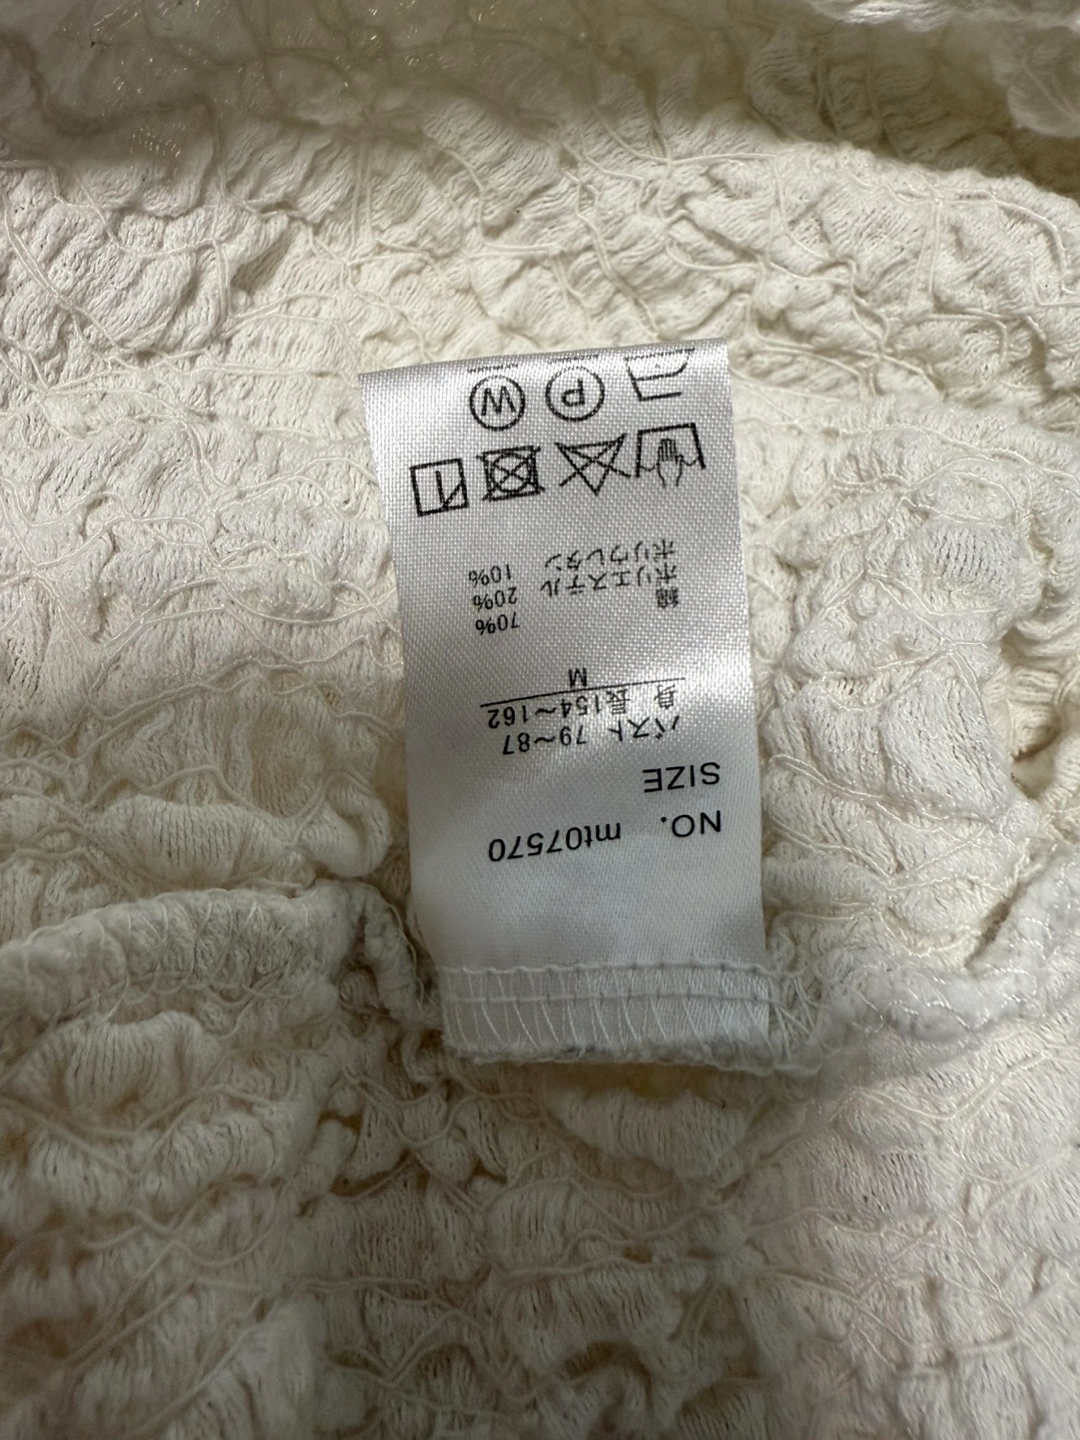 NO. mt07570
SIZE
バスト 79～87
身 長154～162
M
綿 70%
ポリエステル 20%
ポリウレタン 10%
P
W